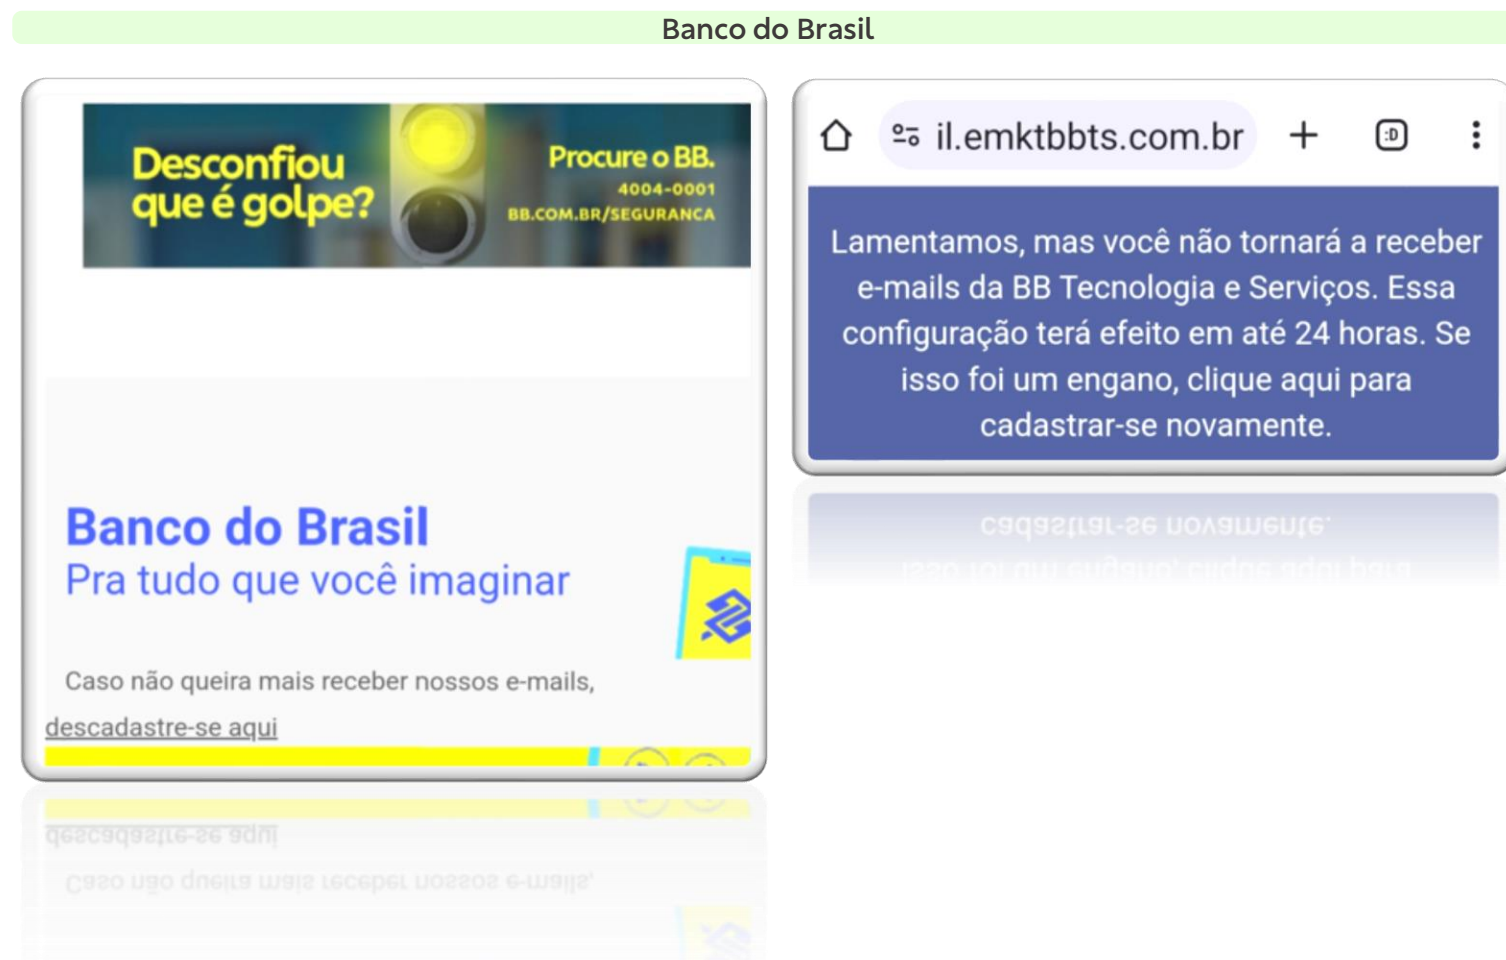 Banco do Brasil
Desconfiou
que é golpe?
Procure o BB.
4004-0001
BB.COM.BR/SEGURANCA
Banco do Brasil
Pra tudo que você imaginar
Caso não queira mais receber nossos e-mails,
descadastre-se aqui
il.emktbbts.com.br
:D
Lamentamos, mas você não tornará a receber
e-mails da BB Tecnologia e Serviços. Essa
configuração terá efeito em até 24 horas. Se
isso foi um engano, clique aqui para
cadastrar-se novamente.